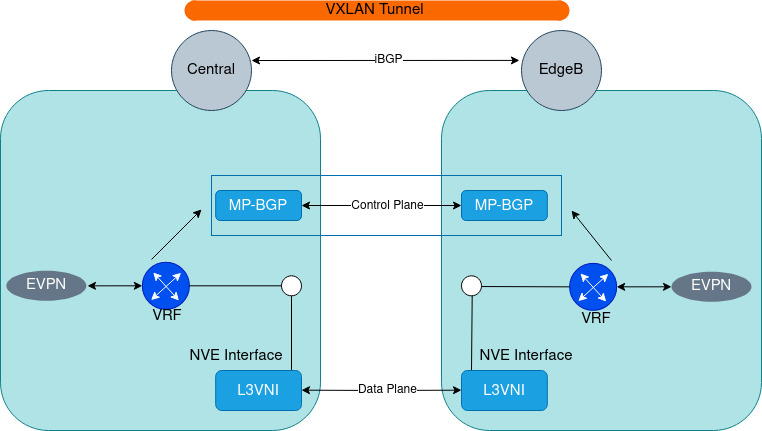 VXLAN Tunnel
Central
iBGP
EdgeB
MP-BGP
Control Plane
MP-BGP
EVPN
VRF
VRF
EVPN
NVE Interface
NVE Interface
L3VNI
Data Plane
L3VNI